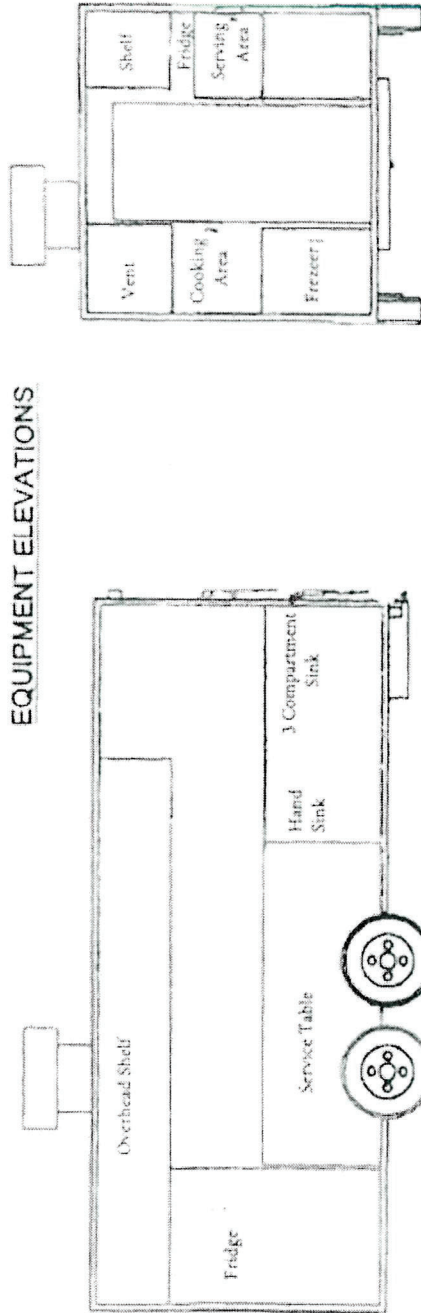 EQUIPMENT ELEVATIONS
Overhead Shelf
Fridge
Service Table
Hand
Sink
3 Compartment
Sink
Vent
Cooking
Area
Freezer
Shelf
Fridge
Serving
Area